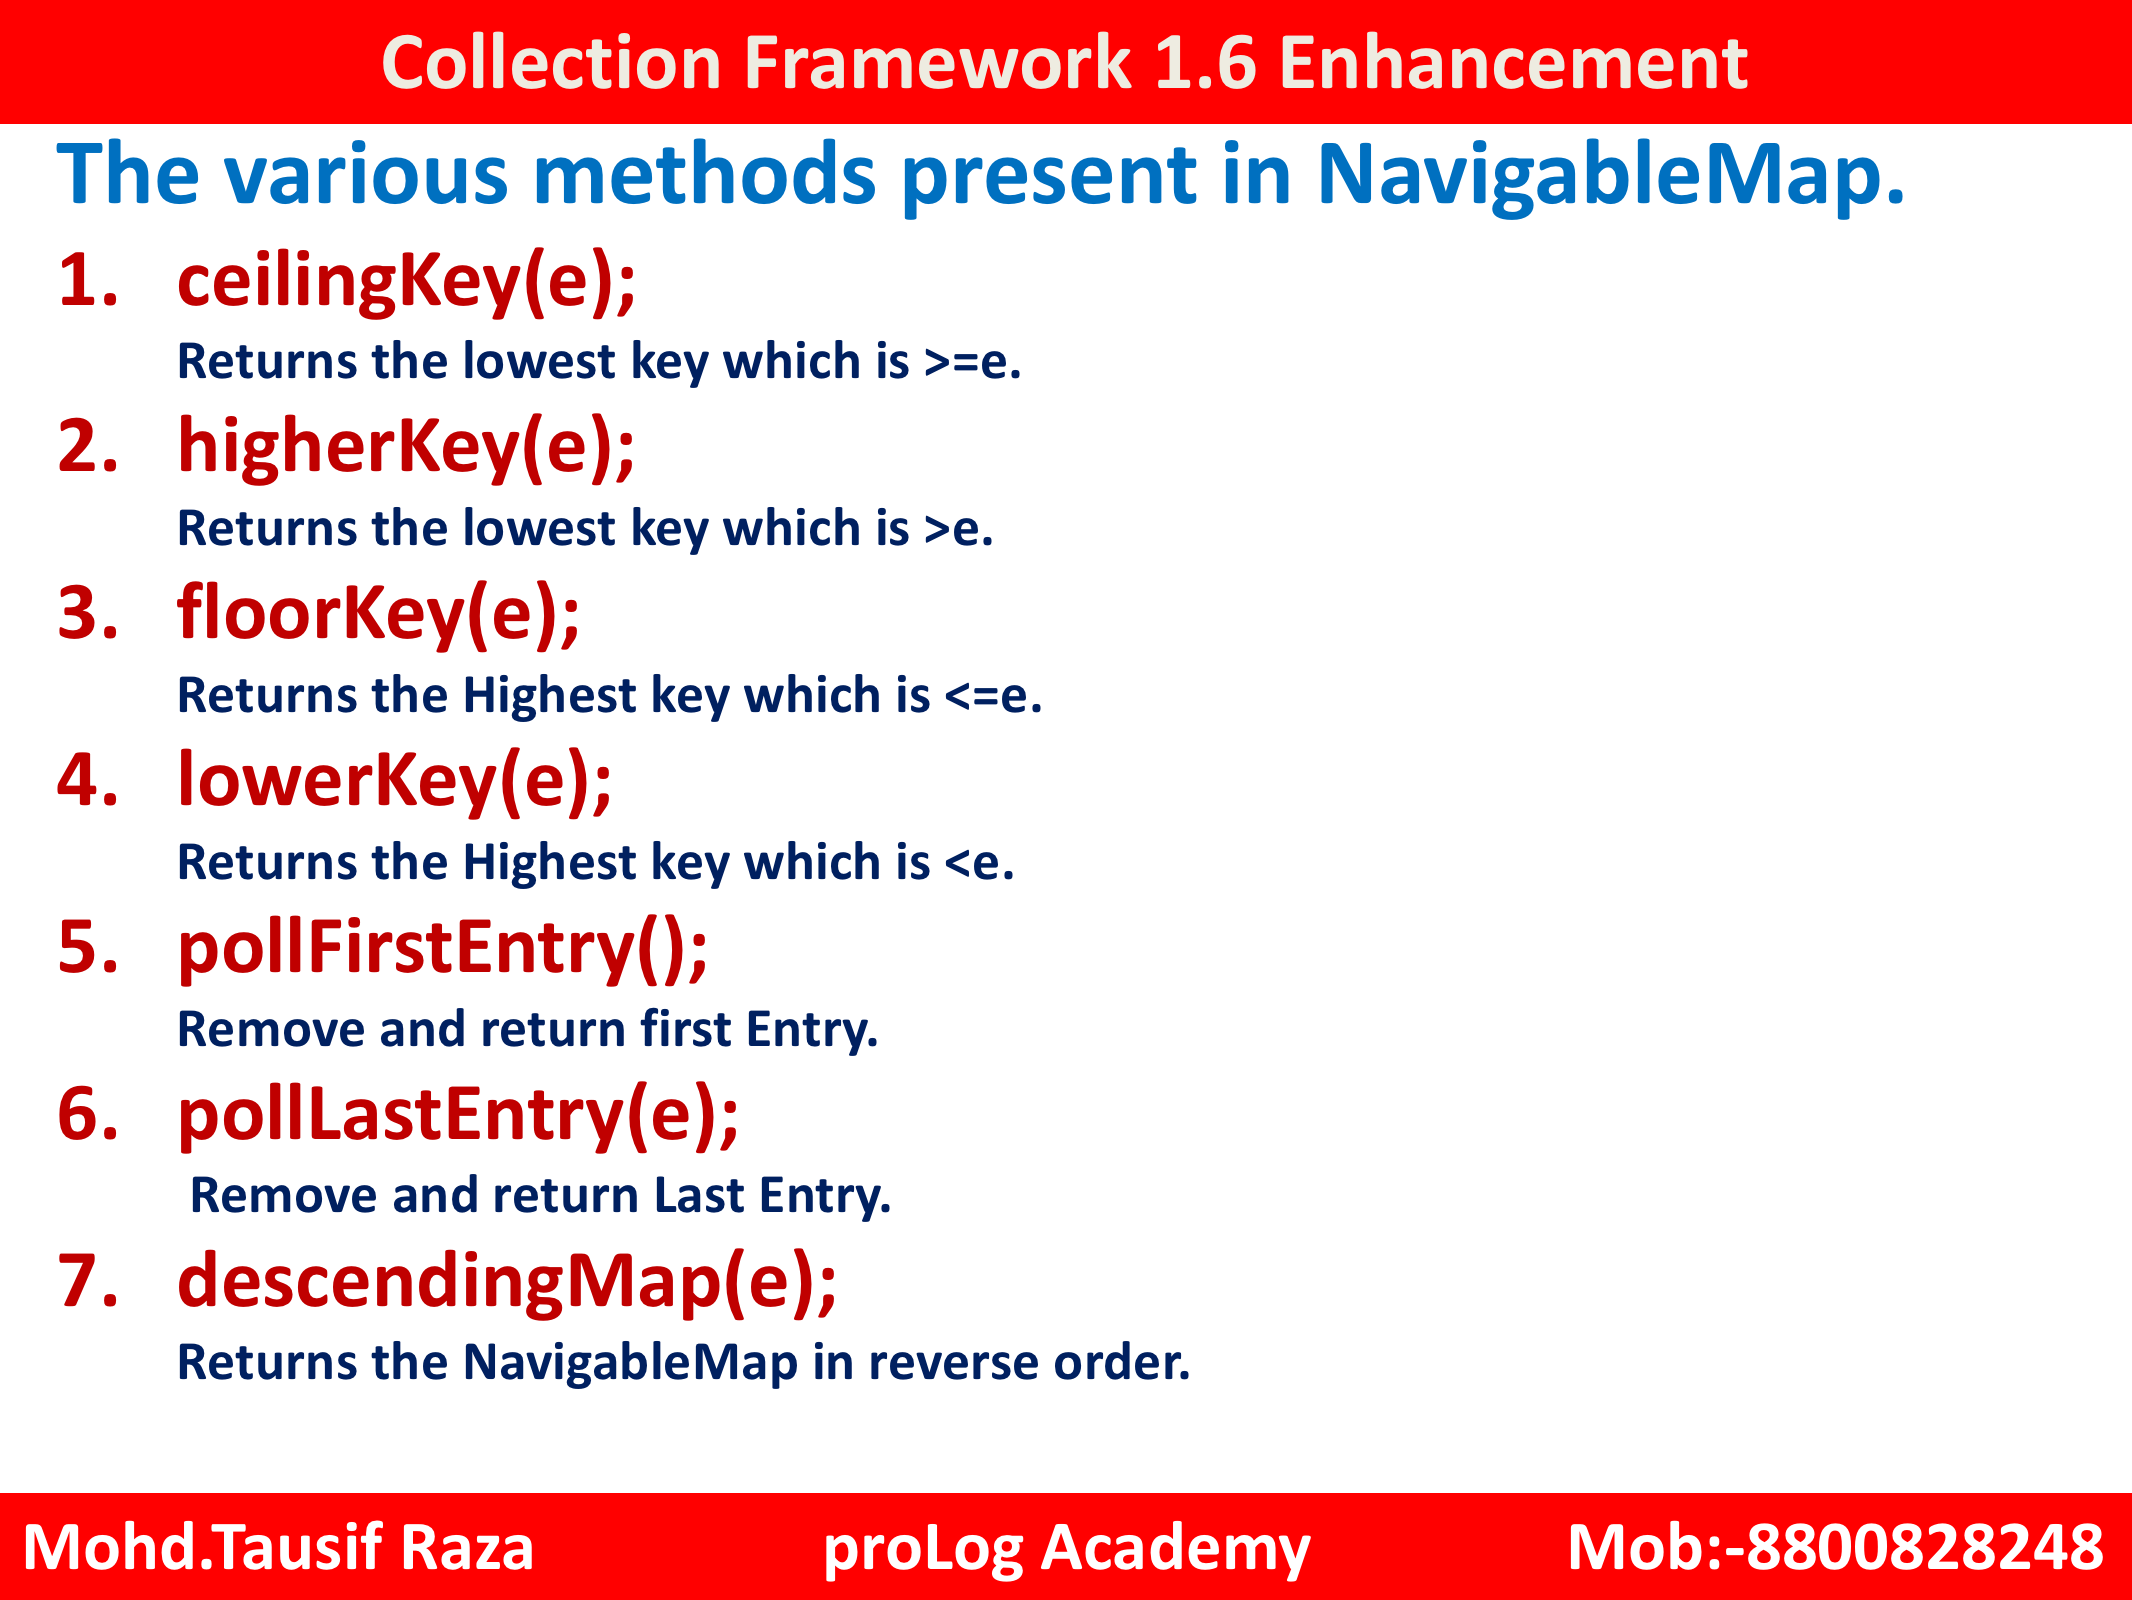 Collection Framework 1.6 Enhancement
The various methods present in NavigableMap.
1. ceilingKey(e);
Returns the lowest key which is >=e.
2. higherKey(e);
Returns the lowest key which is >e.
3. floorKey(e);
Returns the Highest key which is <=e.
4. lowerKey(e);
Returns the Highest key which is <e.
5. pollFirstEntry();
Remove and return first Entry.
6. pollLastEntry(e);
Remove and return Last Entry.
7. descendingMap(e);
Returns the NavigableMap in reverse order.
Mohd.Tausif Raza proLog Academy Mob:-8800828248